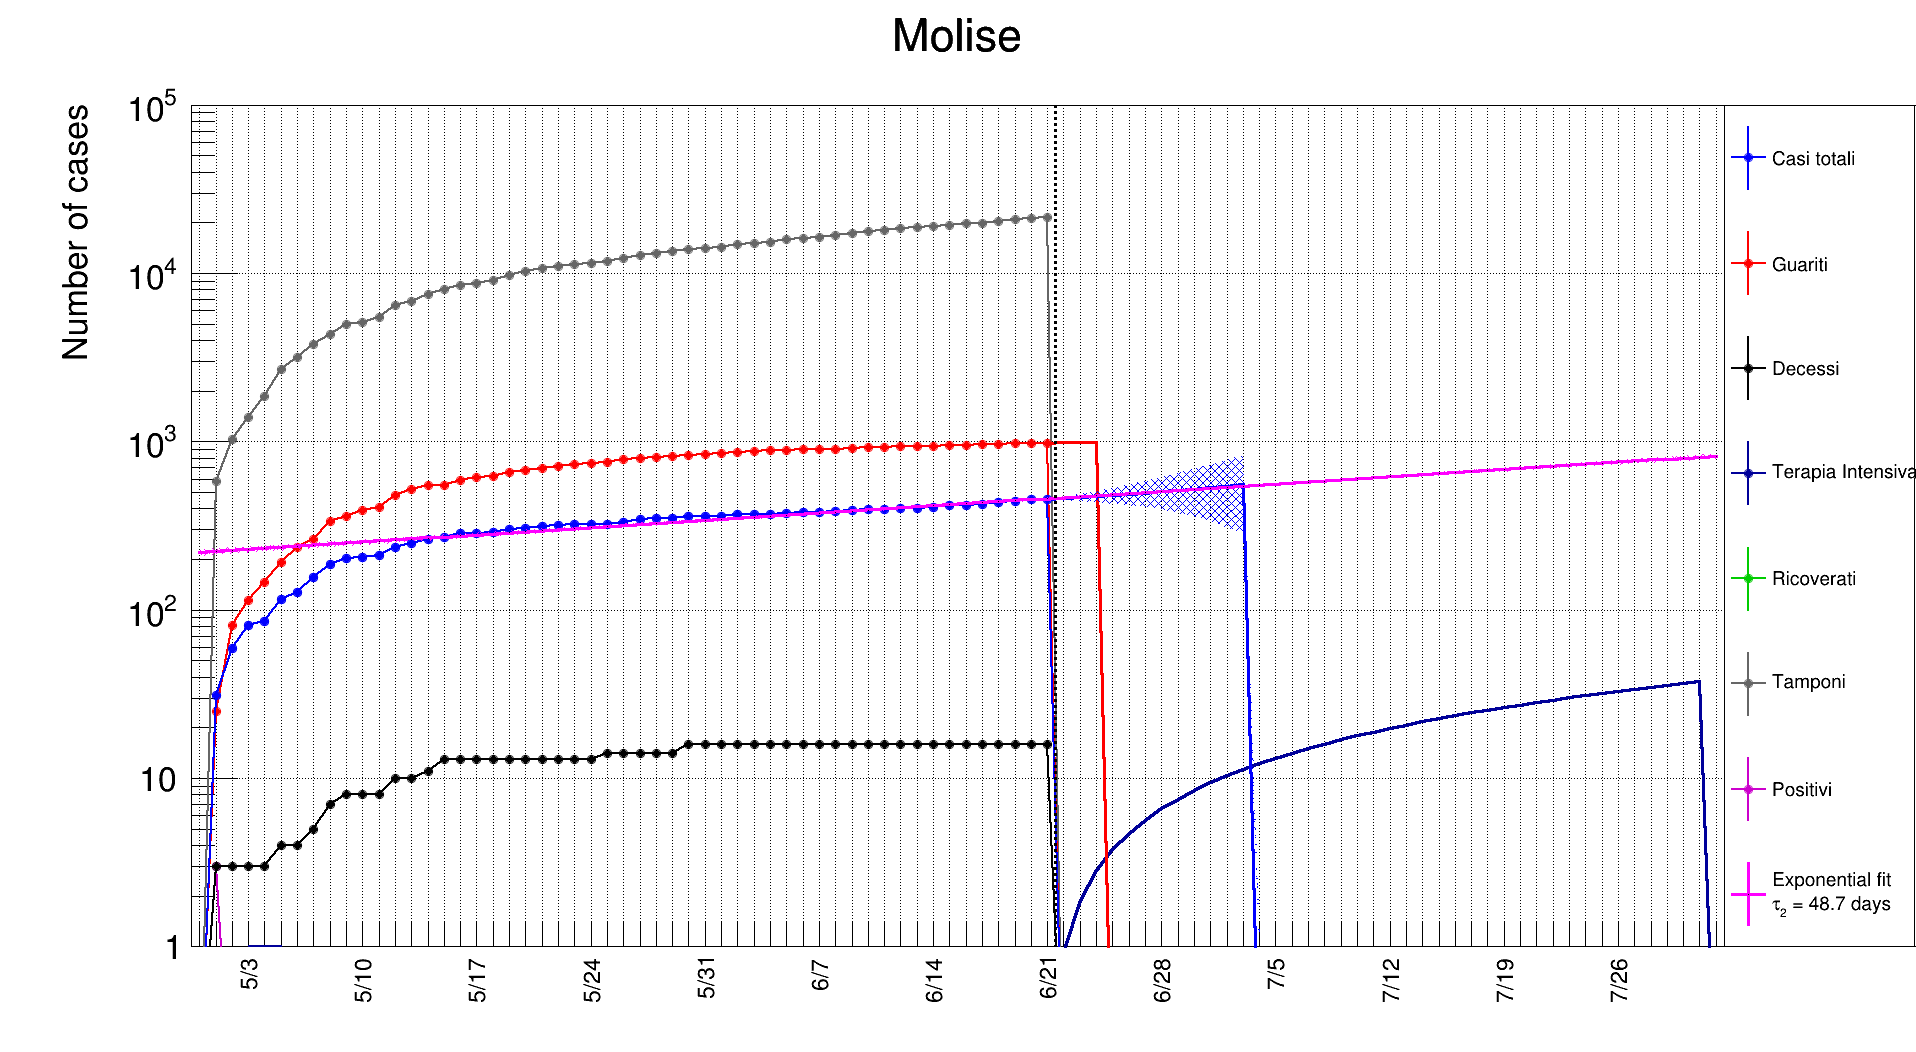 Molise
Number of cases
10^5
10^4
10^3
10^2
10
1
5/3
5/10
5/17
5/24
5/31
6/7
6/14
6/21
6/28
7/5
7/12
7/19
7/26
Casi totali
Guariti
Decessi
Terapia Intensiva
Ricoverati
Tamponi
Positivi
Exponential fit
τ_2 = 48.7 days